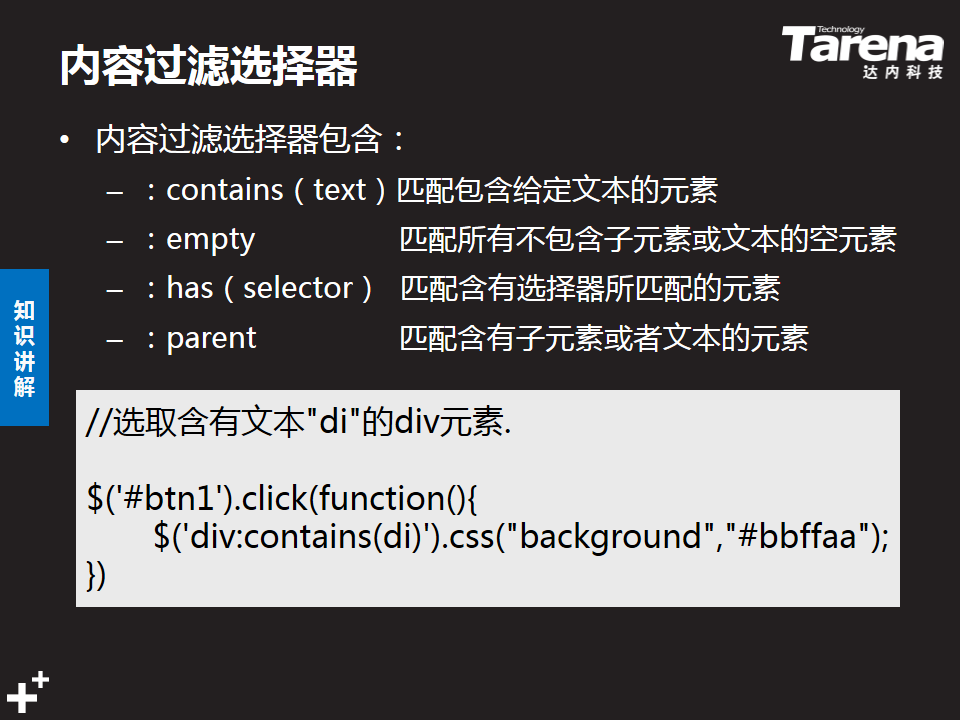 内容过滤选择器
Technology
Tarena
达内科技
• 内容过滤选择器包含：
– ：contains（text）匹配包含给定文本的元素
– ：empty 匹配所有不包含子元素或文本的空元素
– ：has（selector） 匹配含有选择器所匹配的元素
– ：parent 匹配含有子元素或者文本的元素
知识讲解
//选取含有文本"di"的div元素.
$('#btn1').click(function(){
$('div:contains(di)').css("background","#bbffaa");
})